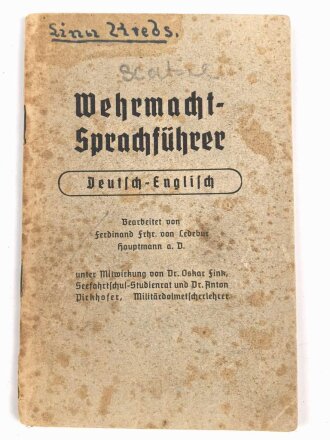 Wehrmacht-
Sprachführer
Deutsch-Englisch
Bearbeitet von
Ferdinand Frhr. von Ledebur
Hauptmann a. D.
unter Mitwirkung von Dr. Oskar Fink,
Seefahrtschul-Studienrat und Dr. Anton
Pirkhofer, Militärdolmetscherlehrer